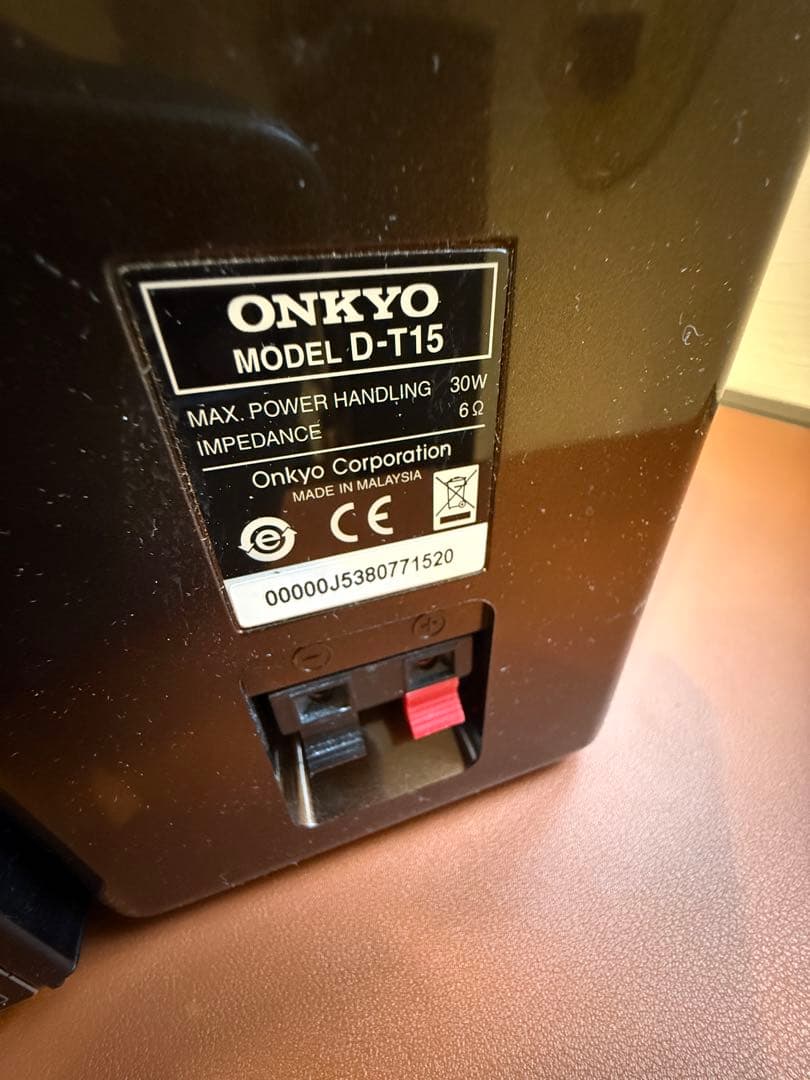 ONKYO
MODEL D-T15
MAX. POWER HANDLING 30W
IMPEDANCE 6Ω
Onkyo Corporation
MADE IN MALAYSIA
e CE
00000J5380771520
− +